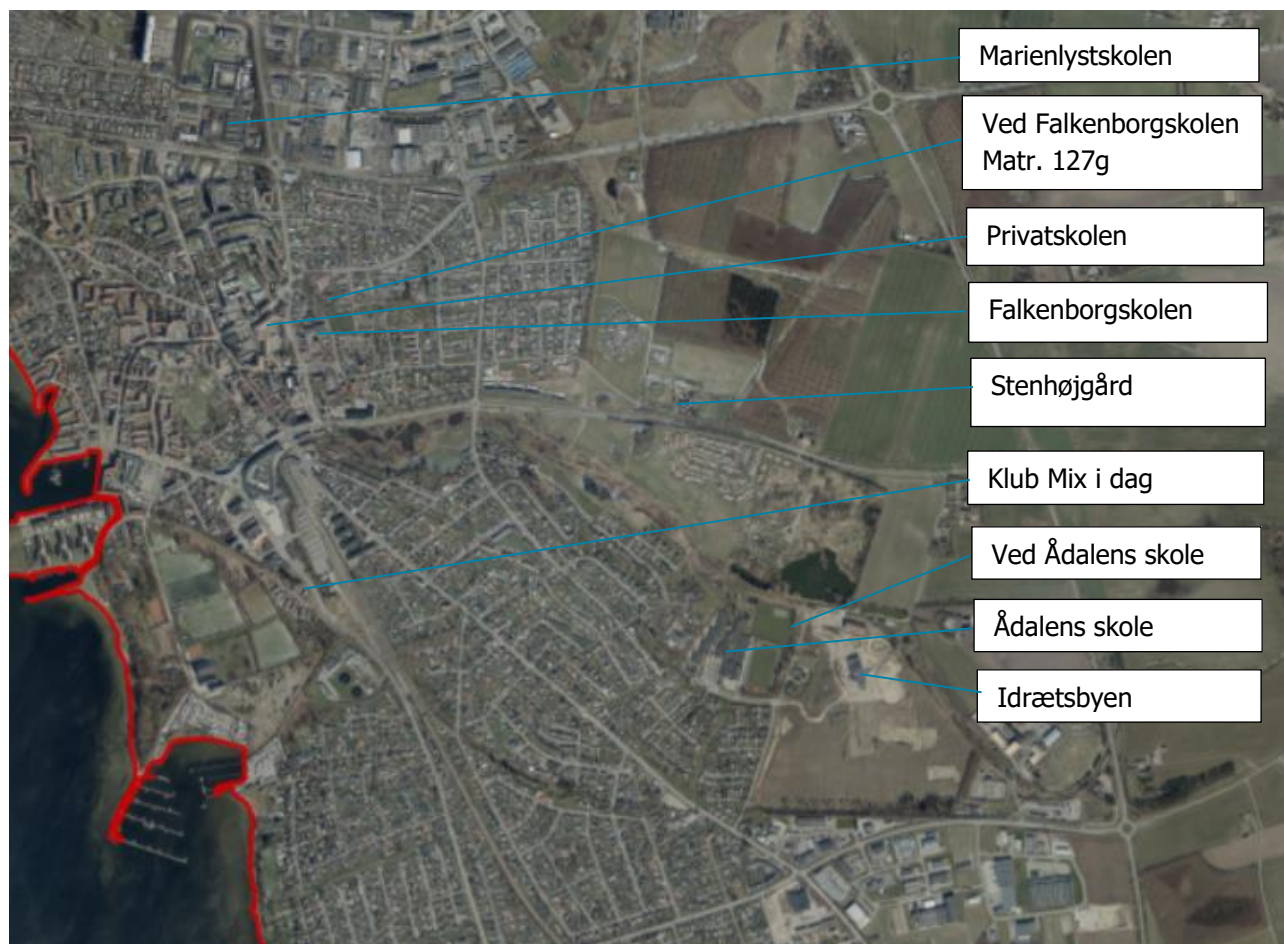 Marienlystskolen
Ved Falkenborgskolen
Matr. 127g
Privatskolen
Falkenborgskolen
Stenhøjgård
Klub Mix i dag
Ved Ådalens skole
Ådalens skole
Idrætsbyen